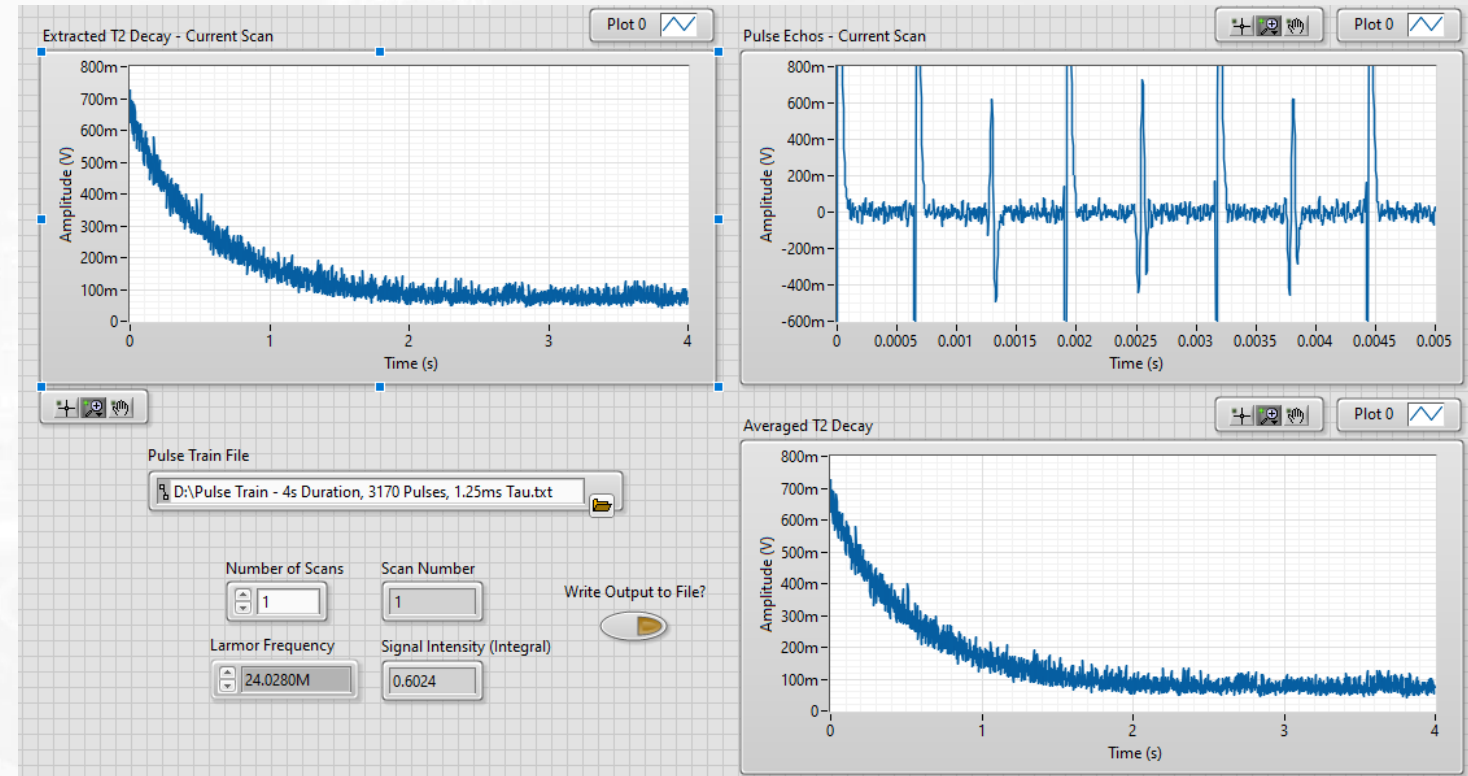 Extracted T2 Decay - Current Scan
Plot 0
800m
700m
600m
500m
400m
300m
200m
100m
0
Amplitude (V)
0 1 2 3 4
Time (s)
Pulse Echos - Current Scan
Plot 0
800m
600m
400m
200m
0
-200m
-400m
-600m
Amplitude (V)
0 0.0005 0.001 0.0015 0.002 0.0025 0.003 0.0035 0.004 0.0045 0.005
Time (s)
Pulse Train File
D:\Pulse Train - 4s Duration, 3170 Pulses, 1.25ms Tau.txt
Number of Scans
1
Scan Number
1
Write Output to File?
Larmor Frequency
24.0280M
Signal Intensity (Integral)
0.6024
Averaged T2 Decay
Plot 0
800m
700m
600m
500m
400m
300m
200m
100m
0
Amplitude (V)
0 1 2 3 4
Time (s)